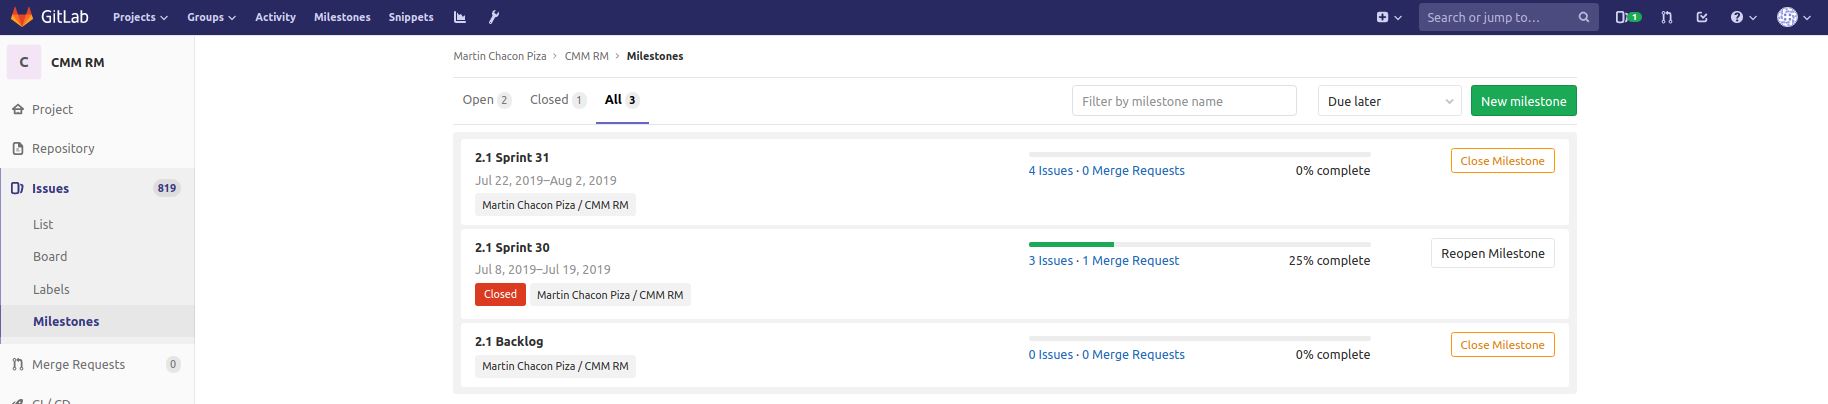 GitLab Projects Groups Activity Milestones Snippets Search or jump to... 1
C CMM RM
Project
Repository
Issues 819
List
Board
Labels
Milestones
Merge Requests 0
CI / CD
Martin Chacon Piza > CMM RM > Milestones
Open 2 Closed 1 All 3 Filter by milestone name Due later New milestone
2.1 Sprint 31
Jul 22, 2019–Aug 2, 2019
Martin Chacon Piza / CMM RM
4 Issues · 0 Merge Requests 0% complete
Close Milestone
2.1 Sprint 30
Jul 8, 2019–Jul 19, 2019
Closed Martin Chacon Piza / CMM RM
3 Issues · 1 Merge Request 25% complete
Reopen Milestone
2.1 Backlog
Martin Chacon Piza / CMM RM
0 Issues · 0 Merge Requests 0% complete
Close Milestone